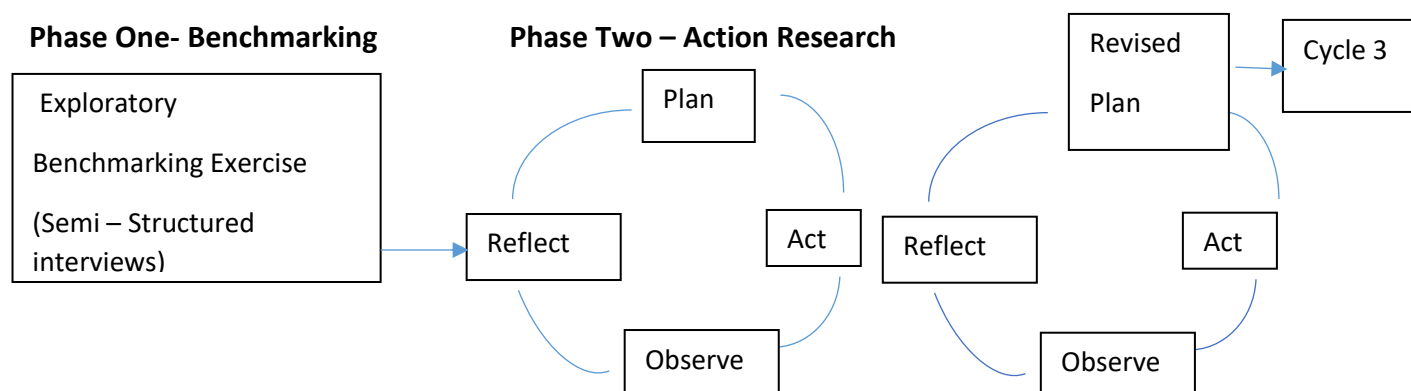 Phase One- Benchmarking
Exploratory
Benchmarking Exercise
(Semi – Structured
interviews)
Phase Two – Action Research
Plan
Reflect
Act
Observe
Revised
Plan
Cycle 3
Reflect
Act
Observe